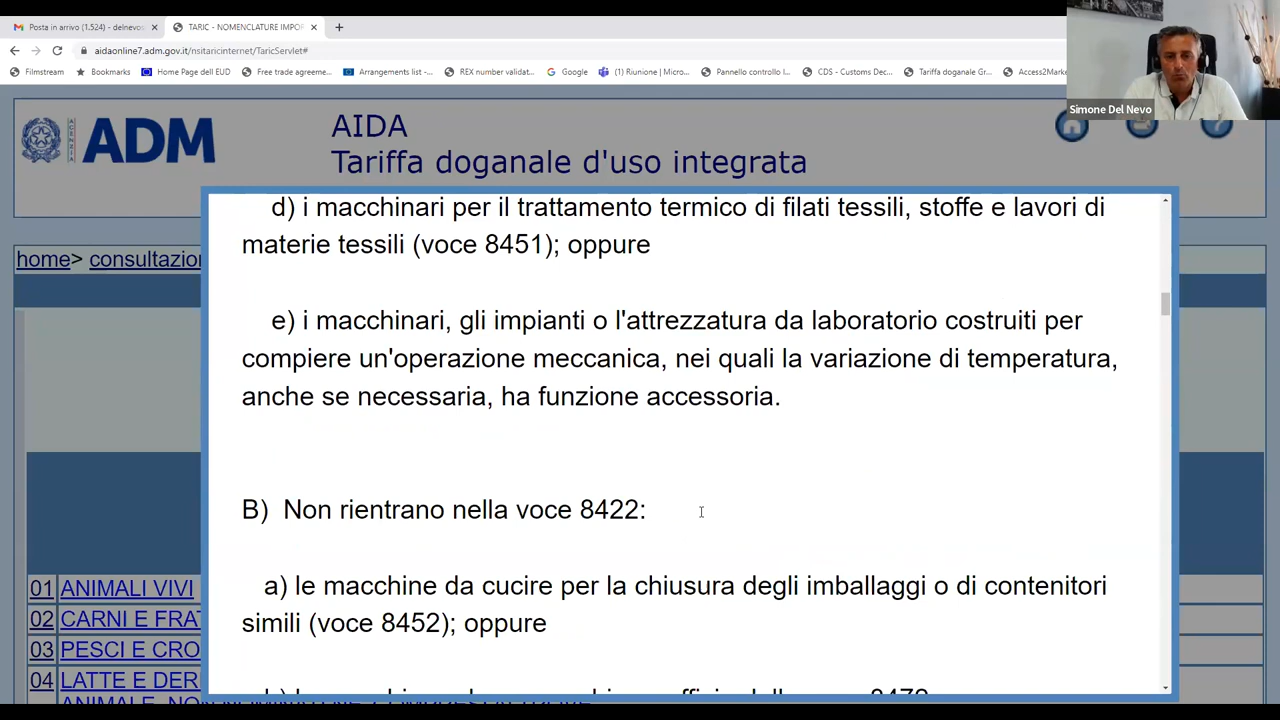 Posta in arrivo (1.524) - delnevos
TARIC - NOMENCLATURE IMPOR
aidaonline7.adm.gov.it/nsitaricinternet/TaricServlet#
Filmstream
Bookmarks
Home Page dell EUD
Free trade agreeme...
Arrangements list -...
REX number validat...
Google
Riunione | Micro...
Pannello controllo l...
CDS - Customs Dec...
Tariffa doganale Gr...
Access2Mark
Simone Del Nevo
ADM
AIDA
Tariffa doganale d'uso integrata
home> consultazion
d) i macchinari per il trattamento termico di filati tessili, stoffe e lavori di
materie tessili (voce 8451); oppure
e) i macchinari, gli impianti o l'attrezzatura da laboratorio costruiti per
compiere un'operazione meccanica, nei quali la variazione di temperatura,
anche se necessaria, ha funzione accessoria.
B) Non rientrano nella voce 8422:
a) le macchine da cucire per la chiusura degli imballaggi o di contenitori
simili (voce 8452); oppure
01 ANIMALI VIVI
02 CARNI E FRAT
03 PESCI E CRO
04 LATTE E DER